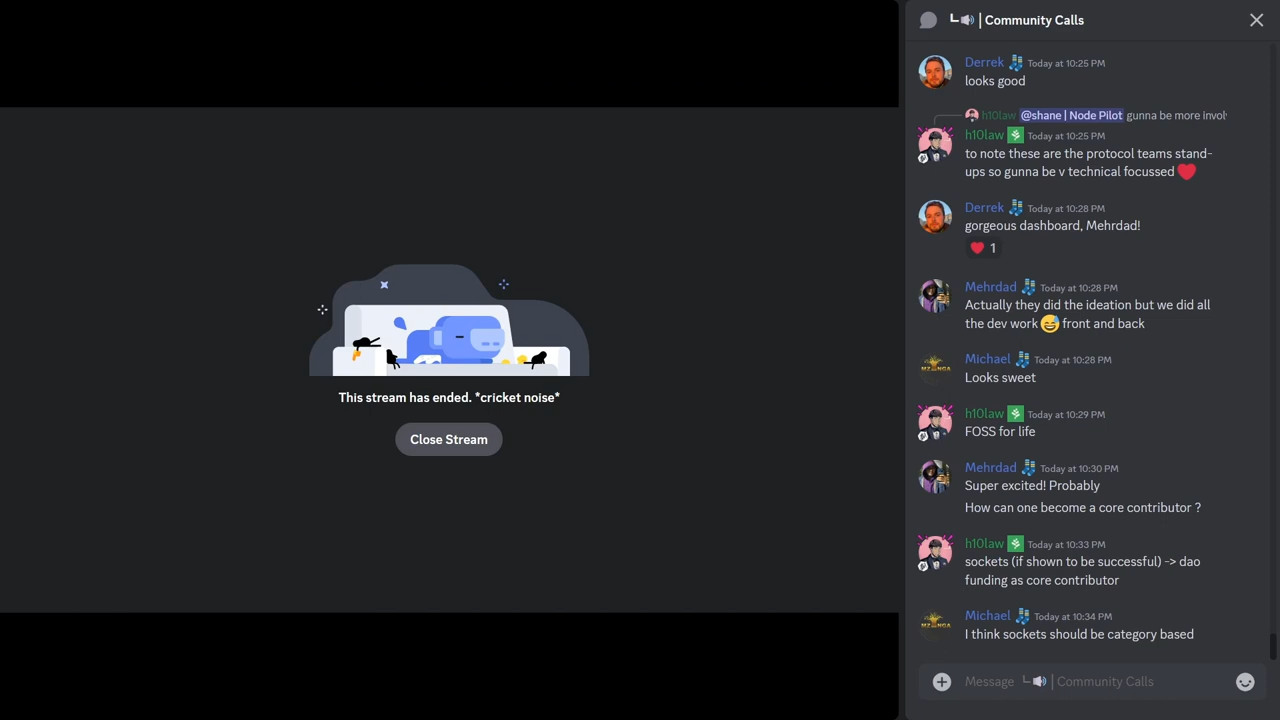 └🔊 | Community Calls
Derrek 🧦 Today at 10:25 PM
looks good
h10law @shane | Node Pilot gunna be more invol
h10law Today at 10:25 PM
to note these are the protocol teams stand-
ups so gunna be v technical focussed ❤️
Derrek 🧦 Today at 10:28 PM
gorgeous dashboard, Mehrdad!
❤️ 1
Mehrdad 🧦 Today at 10:28 PM
Actually they did the ideation but we did all
the dev work 😅 front and back
Michael 🧦 Today at 10:28 PM
Looks sweet
h10law Today at 10:29 PM
FOSS for life
Mehrdad 🧦 Today at 10:30 PM
Super excited! Probably
How can one become a core contributor ?
h10law Today at 10:33 PM
sockets (if shown to be successful) -> dao
funding as core contributor
Michael 🧦 Today at 10:34 PM
I think sockets should be category based
Message └🔊 | Community Calls
This stream has ended. *cricket noise*
Close Stream